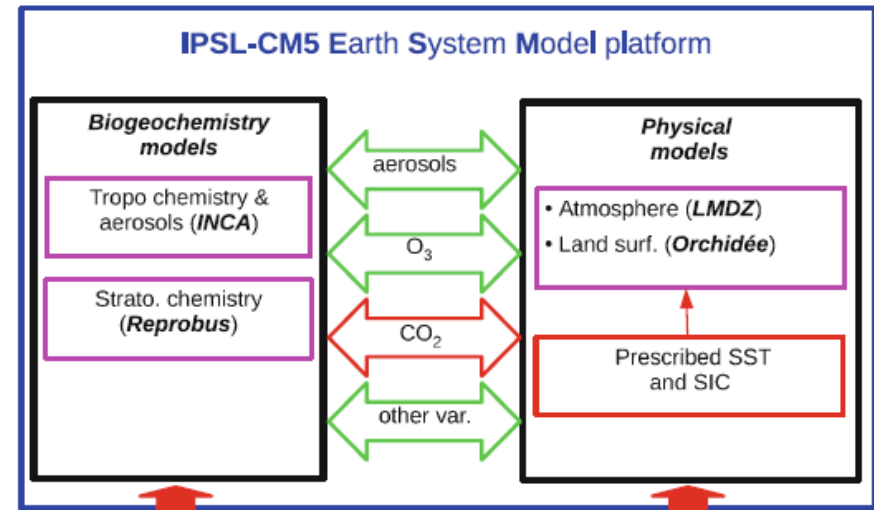 IPSL-CM5 Earth System Model platform
Biogeochemistry
models
Tropo chemistry &
aerosols (INCA)
Strato. chemistry
(Reprobus)
aerosols
O₃
CO₂
other var.
Physical
models
• Atmosphere (LMDZ)
• Land surf. (Orchidée)
Prescribed SST
and SIC